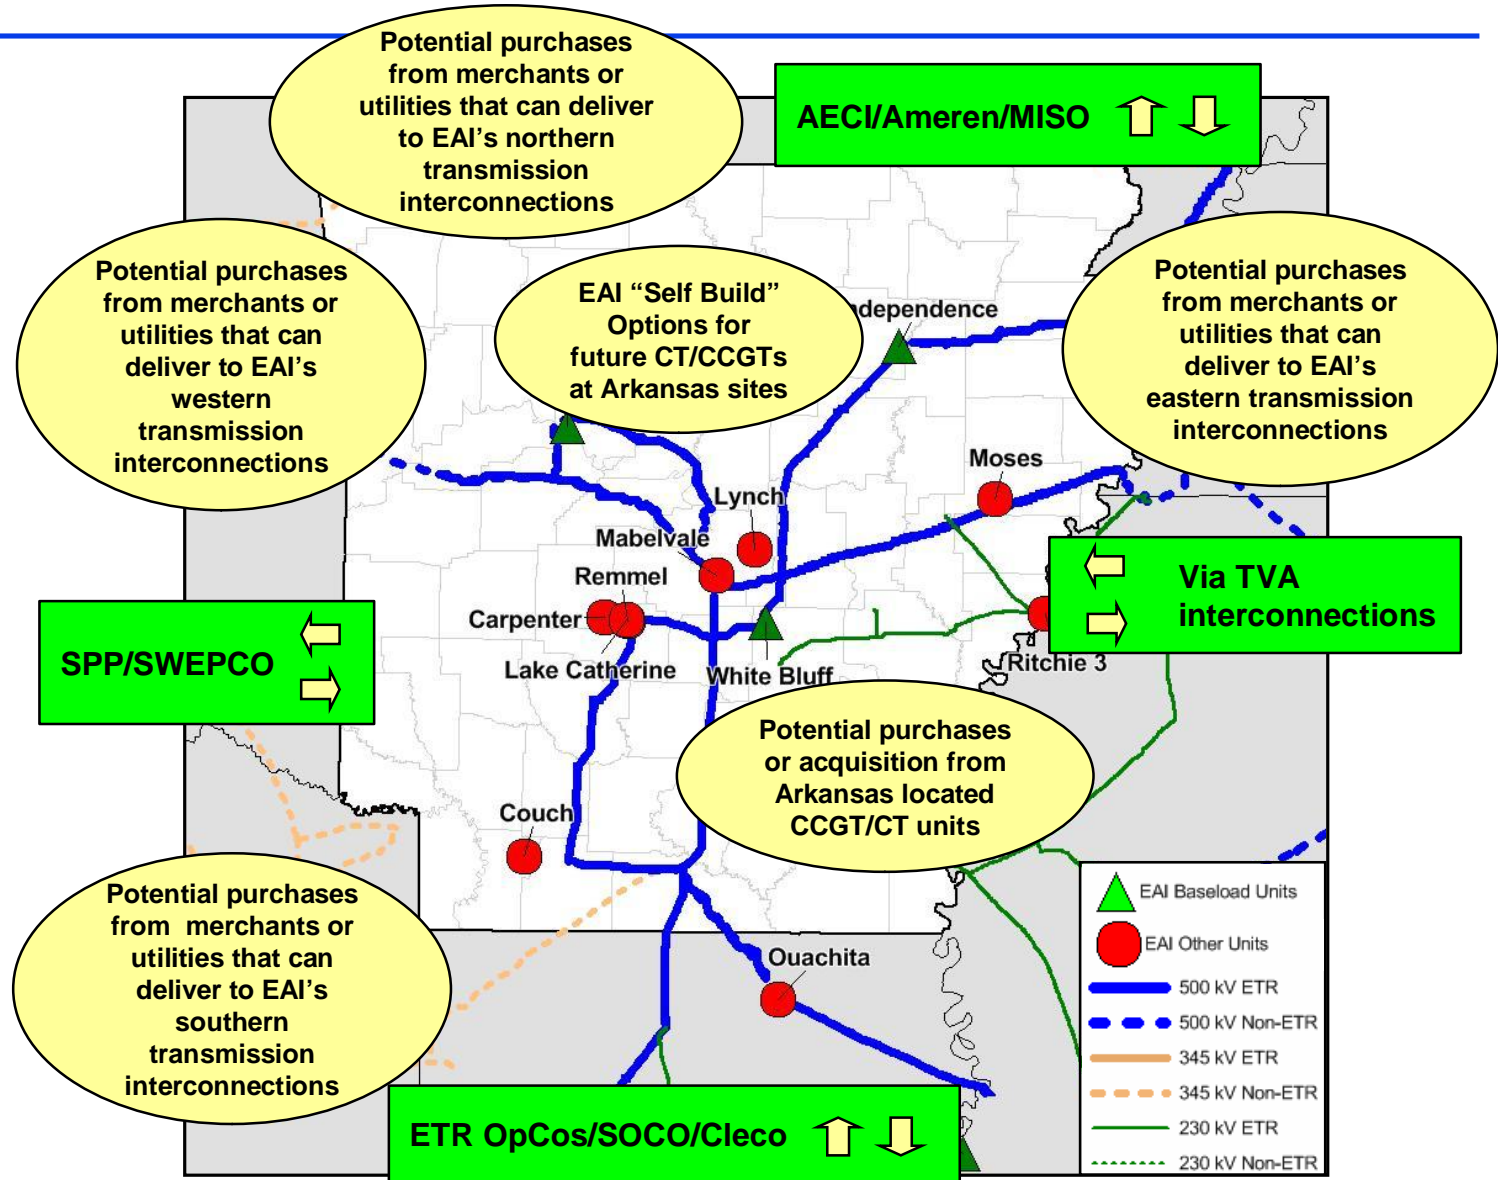 Potential purchases
from merchants or
utilities that can deliver
to EAI's northern
transmission
interconnections
AECI/Ameren/MISO
Potential purchases
from merchants or
utilities that can
deliver to EAI's
western
transmission
interconnections
EAI “Self Build”
Options for
future CT/CCGTs
at Arkansas sites
ndependence
Potential purchases
from merchants or
utilities that can
deliver to EAI's
eastern transmission
interconnections
Moses
Lynch
Mabelvale
Remmel
Carpenter
Lake Catherine
White Bluff
Via TVA
interconnections
Ritchie 3
SPP/SWEPCO
Potential purchases
or acquisition from
Arkansas located
CCGT/CT units
Couch
Potential purchases
from merchants or
utilities that can
deliver to EAI's
southern
transmission
interconnections
Ouachita
ETR OpCos/SOCO/Cleco
EAI Baseload Units
EAI Other Units
500 kV ETR
500 kV Non-ETR
345 kV ETR
345 kV Non-ETR
230 kV ETR
230 kV Non-ETR